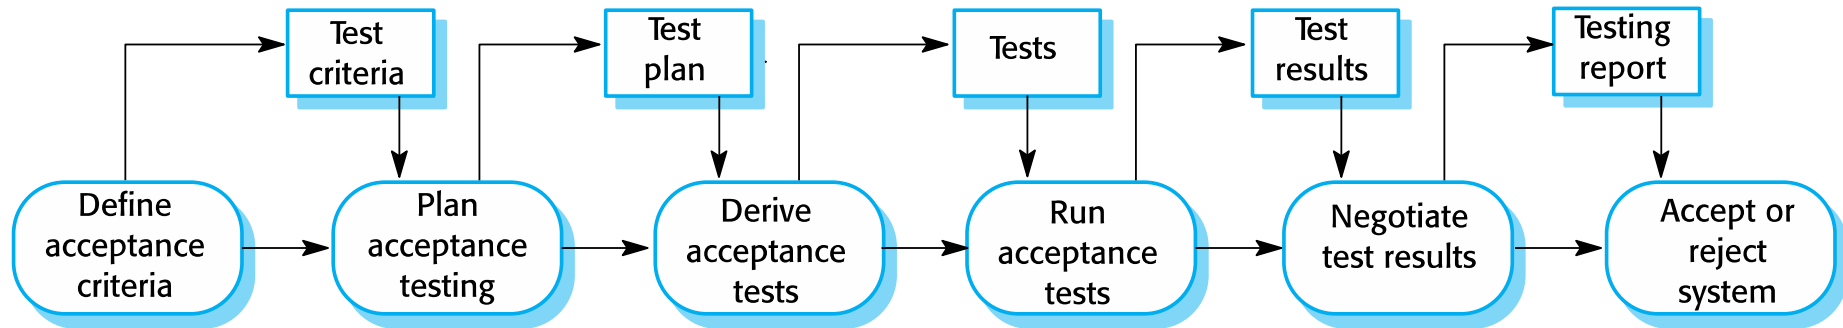 Test
criteria
Test
plan
Tests
Test
results
Testing
report
Define
acceptance
criteria
Plan
acceptance
testing
Derive
acceptance
tests
Run
acceptance
tests
Negotiate
test results
Accept or
reject
system